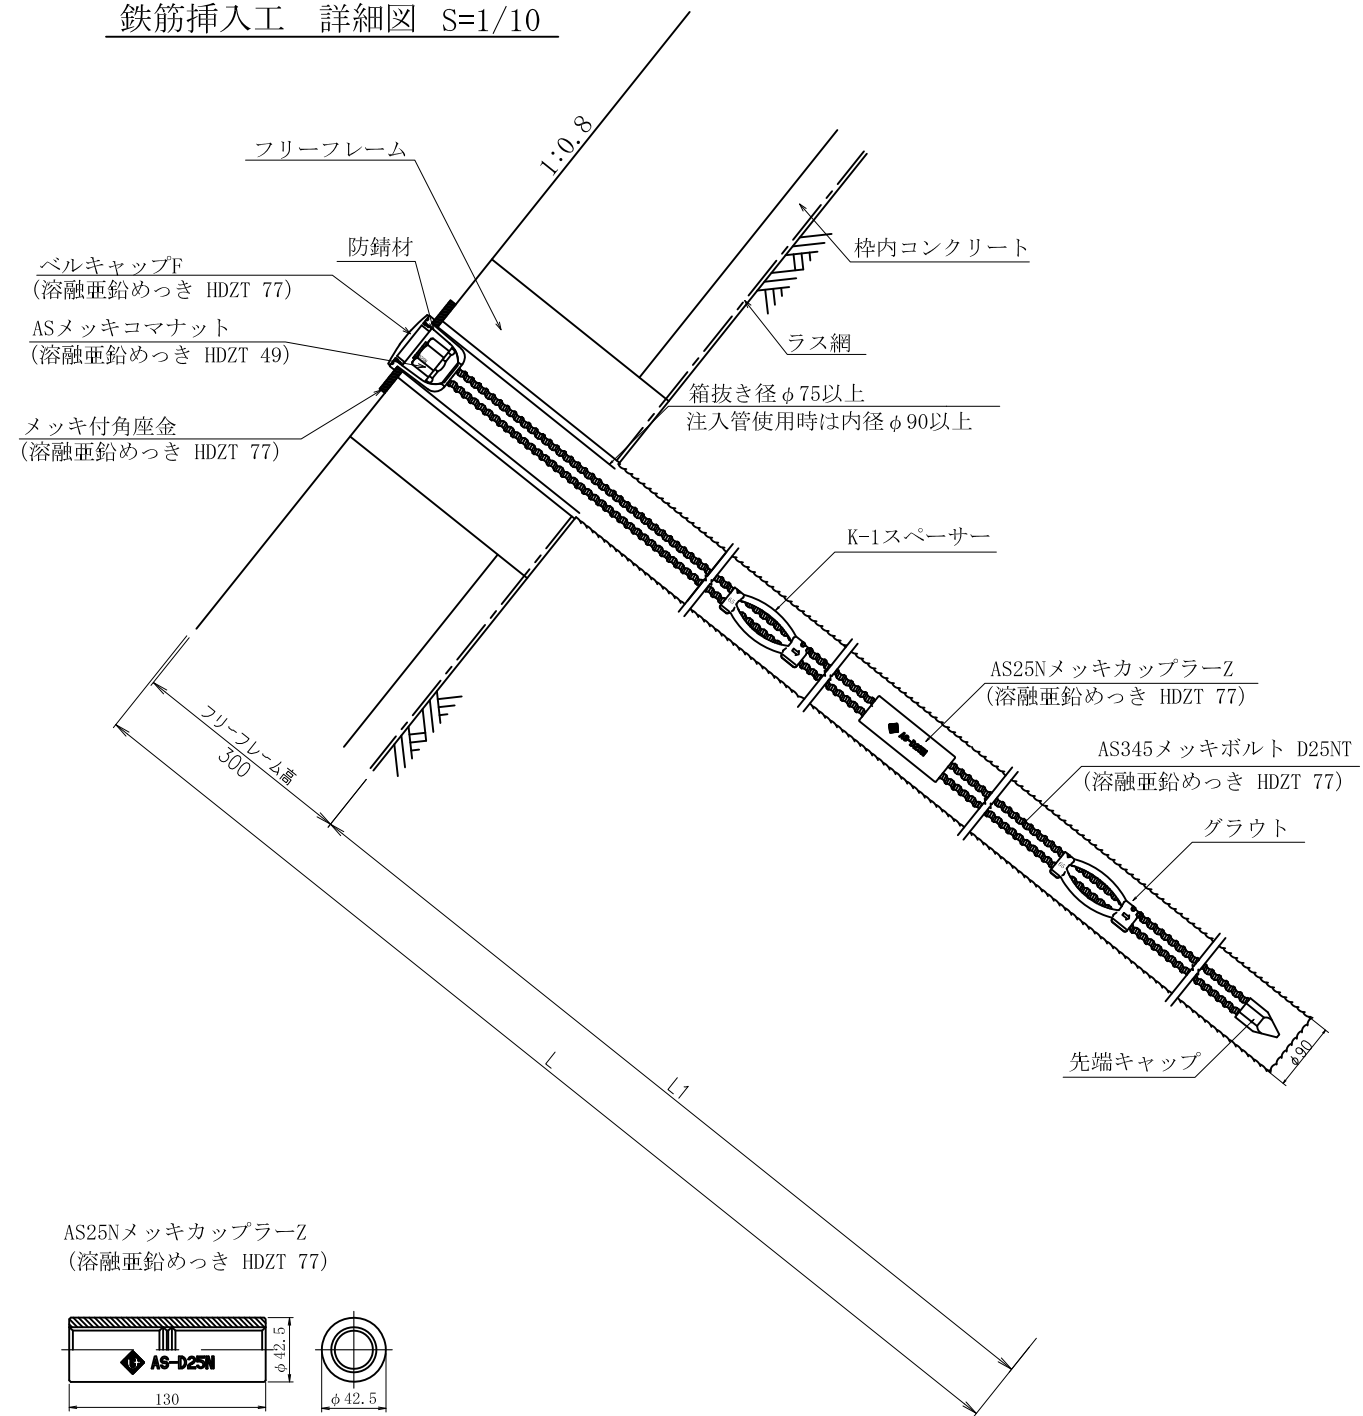 鉄筋挿入工　詳細図 S=1/10
1:0.8
フリーフレーム
防錆材
枠内コンクリート
ベルキャップF
(溶融亜鉛めっき HDZT 77)
ASメッキコマナット
(溶融亜鉛めっき HDZT 49)
ラス網
箱抜き径φ75以上
注入管使用時は内径φ90以上
メッキ付角座金
(溶融亜鉛めっき HDZT 77)
K-1スペーサー
AS25NメッキカップラーZ
(溶融亜鉛めっき HDZT 77)
フリーフレーム高
300
AS345メッキボルト D25NT
(溶融亜鉛めっき HDZT 77)
グラウト
先端キャップ
φ90
L
L1
AS25NメッキカップラーZ
(溶融亜鉛めっき HDZT 77)
AS-D25N
φ42.5
130
φ42.5